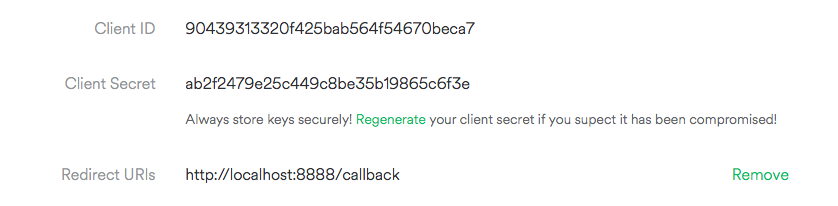 Client ID 90439313320f425bab564f54670beca7
Client Secret ab2f2479e25c449c8be35b19865c6f3e
Always store keys securely! Regenerate your client secret if you supect it has been compromised!
Redirect URIs http://localhost:8888/callback Remove